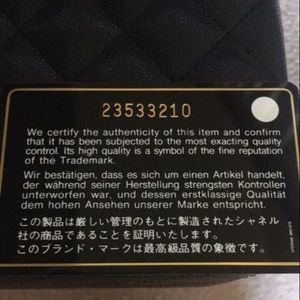 23533210
We certify the authenticity of this item and confirm
that it has been subjected to the most exacting quality
control. Its high quality is a symbol of the fine reputation
of the Trademark.
Wir bestätigen, dass es sich um einen Artikel handelt,
der während seiner Herstellung strengsten Kontrollen
unterworfen war, und dessen erstklassige Qualität
dem hohen Ansehen unserer Marke entspricht.
この製品は厳しい管理のもとに製造されたシャネル
社の商品であることを証明いたします。
このブランド・マークは最高級品の象徴です。